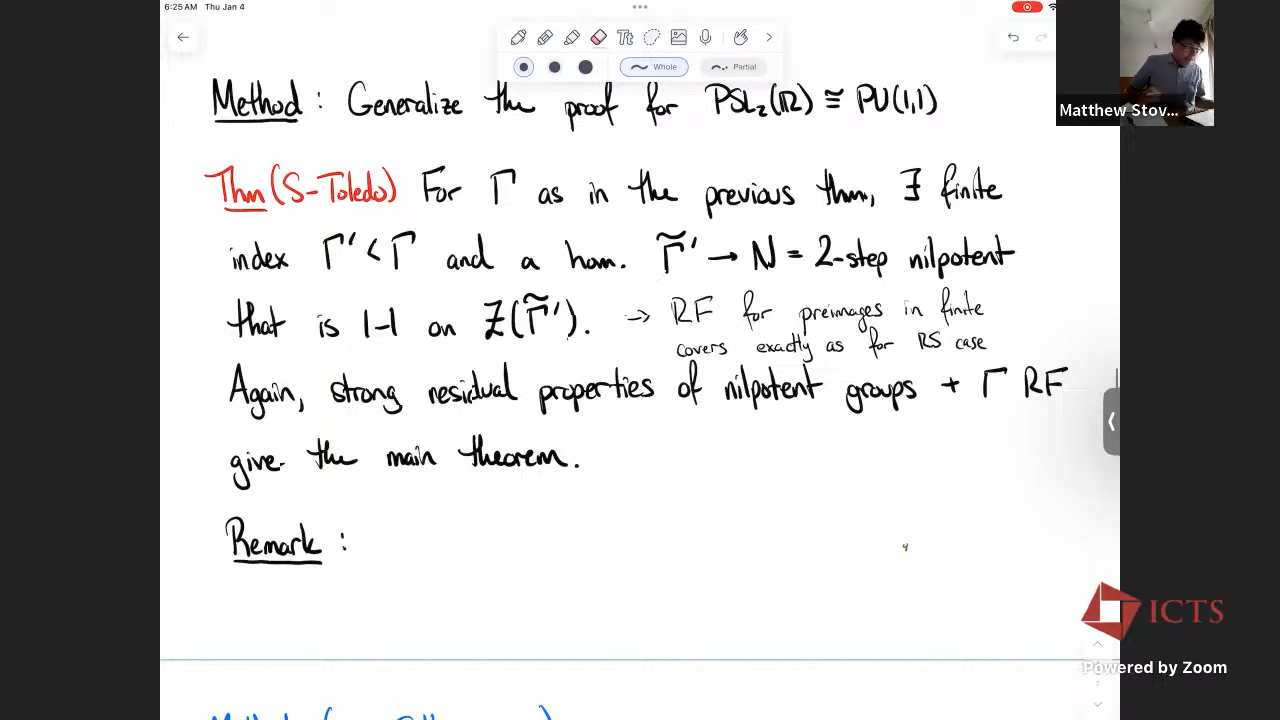 6:25 AM Thu Jan 4
Whole
Partial
Matthew Stov...
Method : Generalize the proof for PSL₂(ℝ) ≅ PU(1,1)
Thm (S-Toledo) For Γ as in the previous thm, ∃ finite
index Γ' < Γ and a hom. Γ̃' → N = 2-step nilpotent
that is 1-1 on Z(Γ̃'). → RF for preimages in finite
covers exactly as for RS case
Again, strong residual properties of nilpotent groups + Γ RF
give the main theorem.
Remark :
ICTS
Powered by Zoom